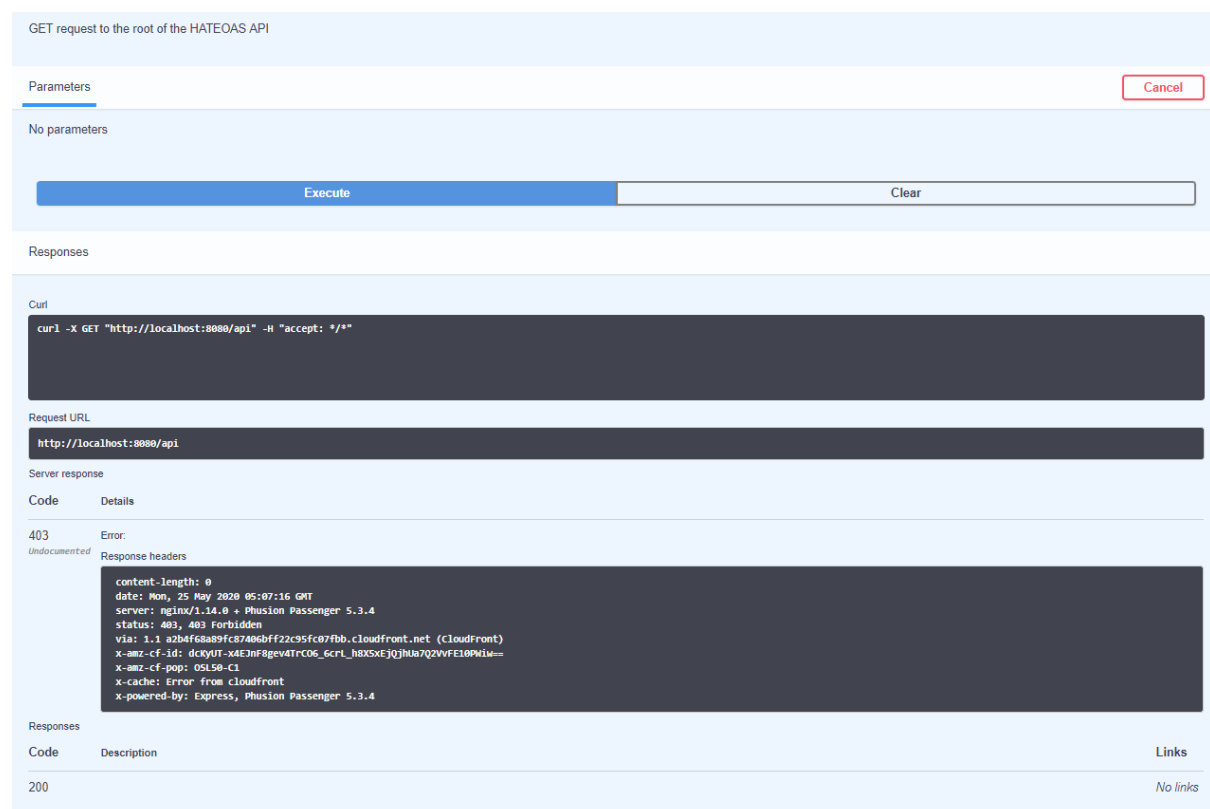 GET request to the root of the HATEOAS API
Parameters
Cancel
No parameters
Execute
Clear
Responses
Curl
curl -X GET "http://localhost:8080/api" -H "accept: */*"
Request URL
http://localhost:8080/api
Server response
Code Details
403 Error:
Undocumented
Response headers
content-length: 0
date: Mon, 25 May 2020 05:07:16 GMT
server: nginx/1.14.0 + Phusion Passenger 5.3.4
status: 403, 403 Forbidden
via: 1.1 a2b4f68a89fc87406bff22c95fc07fbb.cloudfront.net (CloudFront)
x-amz-cf-id: dcKyUT-x4EJnF8gev4TrCO6_6crL_h8X5xEjQjhUa7Q2VvFE10PWiw==
x-amz-cf-pop: OSL50-C1
x-cache: Error from cloudfront
x-powered-by: Express, Phusion Passenger 5.3.4
Responses
Code Description Links
200 No links